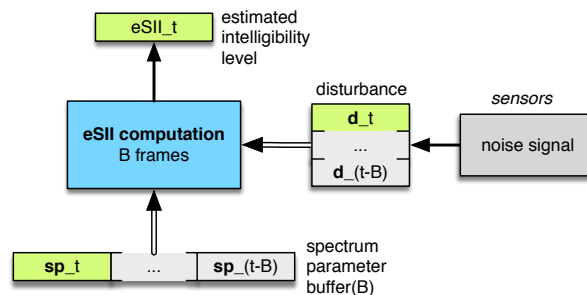 eSII_t
estimated
intelligibility
level
disturbance
sensors
eSII computation
B frames
d_t
...
d_(t-B)
noise signal
sp_t
...
sp_(t-B)
spectrum
parameter
buffer(B)